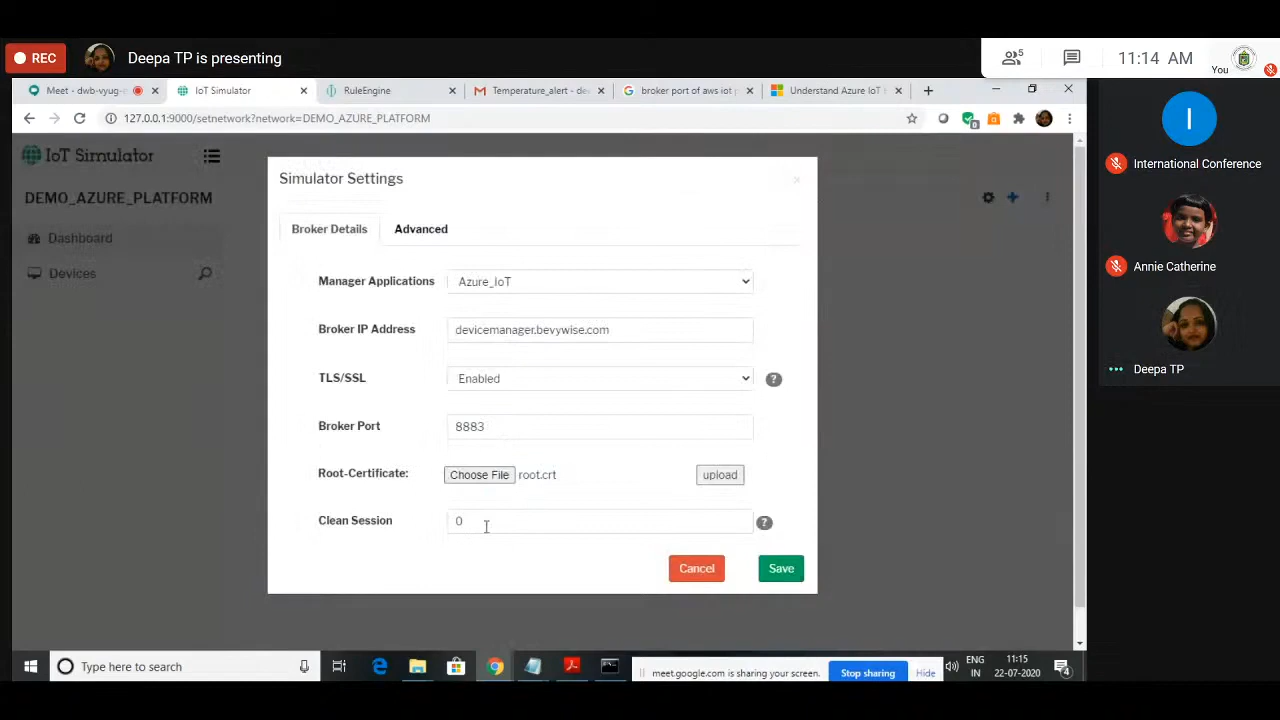 REC
Deepa TP is presenting
5
11:14 AM
You
Meet - dwb-vyug-
IoT Simulator
RuleEngine
Temperature_alert - de
broker port of aws iot
Understand Azure IoT
127.0.0.1:9000/setnetwork?network=DEMO_AZURE_PLATFORM
IoT Simulator
DEMO_AZURE_PLATFORM
Dashboard
Devices
Simulator Settings
×
Broker Details
Advanced
Manager Applications
Azure_IoT
Broker IP Address
devicemanager.bevywise.com
TLS/SSL
Enabled
?
Broker Port
8883
Root-Certificate:
Choose File root.crt
upload
Clean Session
0
?
Cancel
Save
I
International Conference
Annie Catherine
Deepa TP
Type here to search
meet.google.com is sharing your screen.
Stop sharing
Hide
ENG
IN
11:15
22-07-2020
4